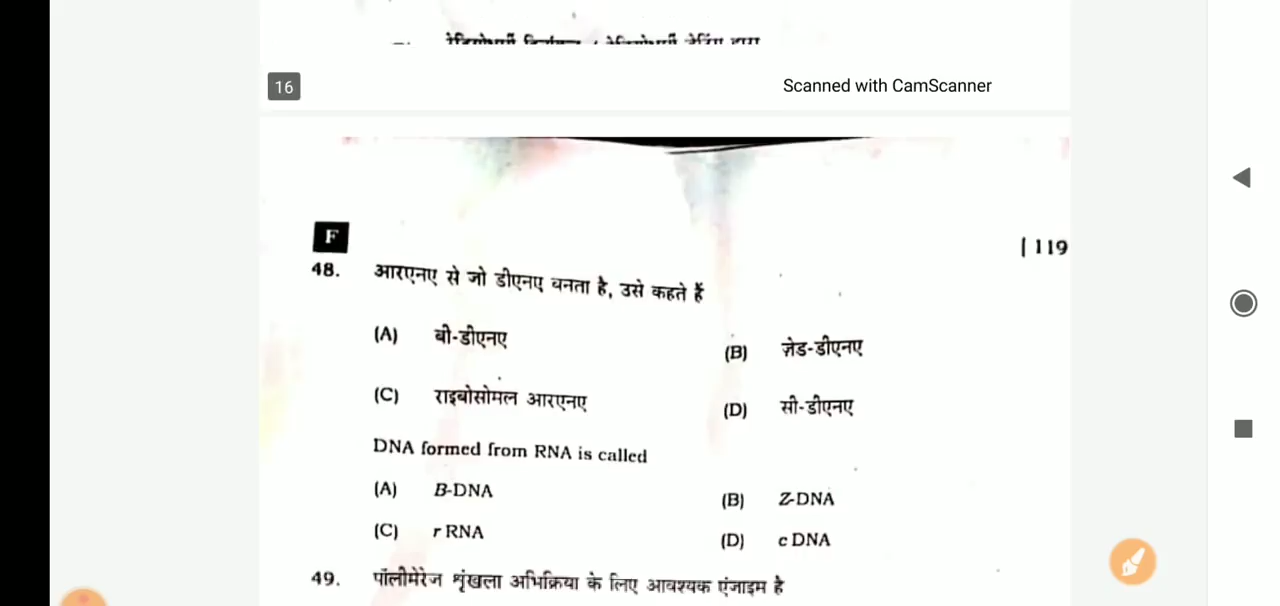 16
Scanned with CamScanner
F
[ 119
48. आरएनए से जो डीएनए बनता है, उसे कहते हैं
(A) बी-डीएनए
(B) ज़ेड-डीएनए
(C) राइबोसोमल आरएनए
(D) सी-डीएनए
DNA formed from RNA is called
(A) B-DNA
(B) Z-DNA
(C) r RNA
(D) c DNA
49. पॉलीमेरेज शृंखला अभिक्रिया के लिए आवश्यक एंजाइम है